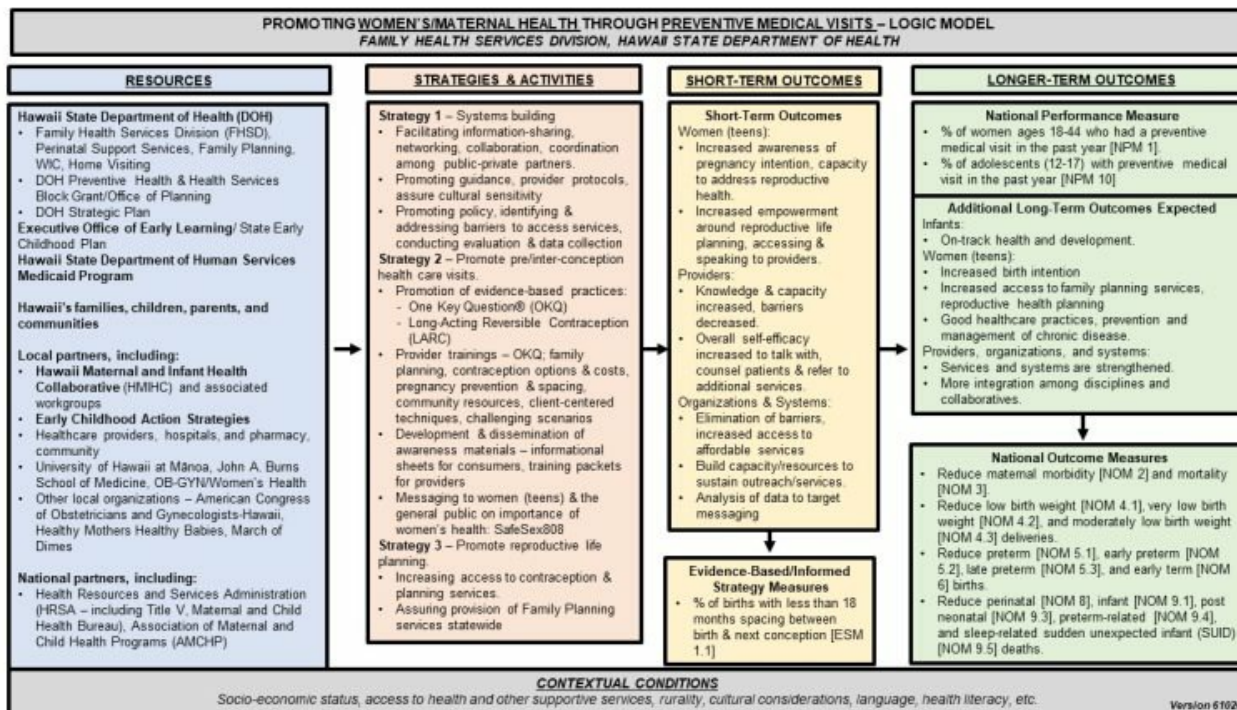 PROMOTING WOMEN'S/MATERNAL HEALTH THROUGH PREVENTIVE MEDICAL VISITS – LOGIC MODEL
FAMILY HEALTH SERVICES DIVISION, HAWAII STATE DEPARTMENT OF HEALTH
RESOURCES
Hawaii State Department of Health (DOH)
• Family Health Services Division (FHSD),
Perinatal Support Services, Family Planning,
WIC, Home Visiting
• DOH Preventive Health & Health Services
Block Grant/Office of Planning
• DOH Strategic Plan
Executive Office of Early Learning/ State Early
Childhood Plan
Hawaii State Department of Human Services
Medicaid Program
Hawaii's families, children, parents, and
communities
Local partners, including:
• Hawaii Maternal and Infant Health
Collaborative (HMIHC) and associated
workgroups
• Early Childhood Action Strategies
• Healthcare providers, hospitals, and pharmacy,
community
• University of Hawaii at Mānoa, John A. Burns
School of Medicine, OB-GYN/Women's Health
• Other local organizations – American Congress
of Obstetricians and Gynecologists-Hawaii,
Healthy Mothers Healthy Babies, March of
Dimes
National partners, including:
• Health Resources and Services Administration
(HRSA – including Title V, Maternal and Child
Health Bureau), Association of Maternal and
Child Health Programs (AMCHP)
STRATEGIES & ACTIVITIES
Strategy 1 – Systems building
• Facilitating information-sharing,
networking, collaboration, coordination
among public-private partners.
• Promoting guidance, provider protocols,
assure cultural sensitivity
• Promoting policy, identifying &
addressing barriers to access services,
conducting evaluation & data collection
Strategy 2 – Promote pre/inter-conception
health care visits.
• Promotion of evidence-based practices:
- One Key Question® (OKQ)
- Long-Acting Reversible Contraception
(LARC)
• Provider trainings – OKQ; family
planning, contraception options & costs,
pregnancy prevention & spacing,
community resources, client-centered
techniques, challenging scenarios
• Development & dissemination of
awareness materials – informational
sheets for consumers, training packets
for providers
• Messaging to women (teens) & the
general public on importance of
women's health: SafeSex808
Strategy 3 – Promote reproductive life
planning.
• Increasing access to contraception &
planning services.
• Assuring provision of Family Planning
services statewide
SHORT-TERM OUTCOMES
Short-Term Outcomes
Women (teens):
• Increased awareness of
pregnancy intention, capacity
to address reproductive
health.
• Increased empowerment
around reproductive life
planning, accessing &
speaking to providers.
Providers:
• Knowledge & capacity
increased, barriers
decreased.
• Overall self-efficacy
increased to talk with,
counsel patients & refer to
additional services.
Organizations & Systems:
• Elimination of barriers,
increased access to
affordable services
• Build capacity/resources to
sustain outreach/services.
• Analysis of data to target
messaging
Evidence-Based/Informed
Strategy Measures
• % of births with less than 18
months spacing between
birth & next conception [ESM
1.1]
LONGER-TERM OUTCOMES
National Performance Measure
• % of women ages 18-44 who had a preventive
medical visit in the past year [NPM 1].
• % of adolescents (12-17) with preventive medical
visit in the past year [NPM 10]
Additional Long-Term Outcomes Expected
Infants:
• On-track health and development.
Women (teens):
• Increased birth intention
• Increased access to family planning services,
reproductive health planning
• Good healthcare practices, prevention and
management of chronic disease.
Providers, organizations, and systems:
• Services and systems are strengthened.
• More integration among disciplines and
collaboratives.
National Outcome Measures
• Reduce maternal morbidity [NOM 2] and mortality
[NOM 3].
• Reduce low birth weight [NOM 4.1], very low birth
weight [NOM 4.2], and moderately low birth weight
[NOM 4.3] deliveries.
• Reduce preterm [NOM 5.1], early preterm [NOM
5.2], late preterm [NOM 5.3], and early term [NOM
6] births.
• Reduce perinatal [NOM 8], infant [NOM 9.1], post
neonatal [NOM 9.3], preterm-related [NOM 9.4],
and sleep-related sudden unexpected infant (SUID)
[NOM 9.5] deaths.
CONTEXTUAL CONDITIONS
Socio-economic status, access to health and other supportive services, rurality, cultural considerations, language, health literacy, etc.
Version